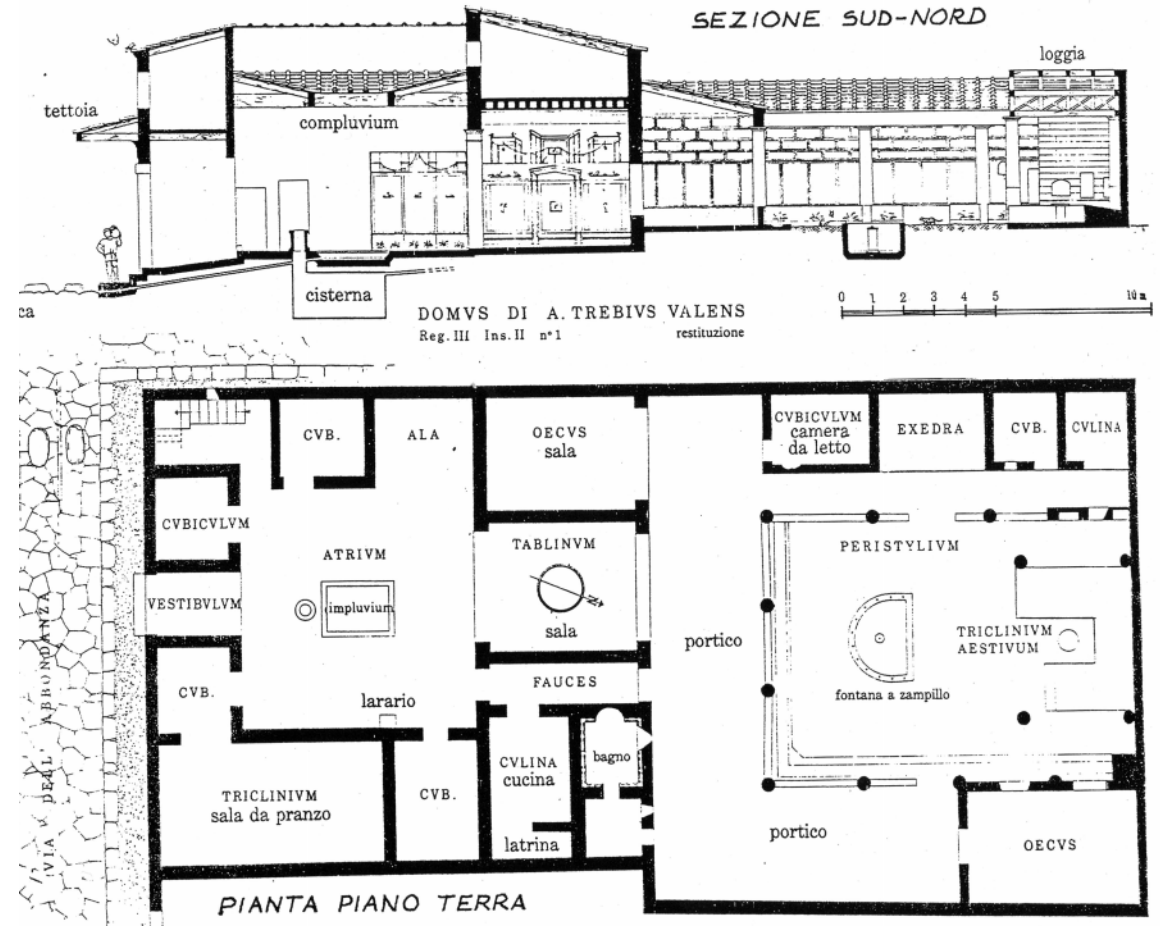 SEZIONE SUD-NORD
loggia
tettoia
compluvium
cisterna
ca
DOMVS DI A. TREBIVS VALENS
Reg. III Ins. II n° 1
restituzione
0 1 2 3 4 5 10 m
CVB.
ALA
OECVS
sala
CVBICVLVM
camera
da letto
EXEDRA
CVB.
CVLINA
CVBICVLVM
ATRIVM
TABLINVM
N
sala
PERISTYLIVM
VESTIBVLVM
impluvium
portico
TRICLINIVM
AESTIVUM
FAUCES
fontana a zampillo
CVB.
larario
VIA DELL' ABBONDANZA
CVLINA
cucina
bagno
TRICLINIVM
sala da pranzo
CVB.
latrina
portico
OECVS
PIANTA PIANO TERRA